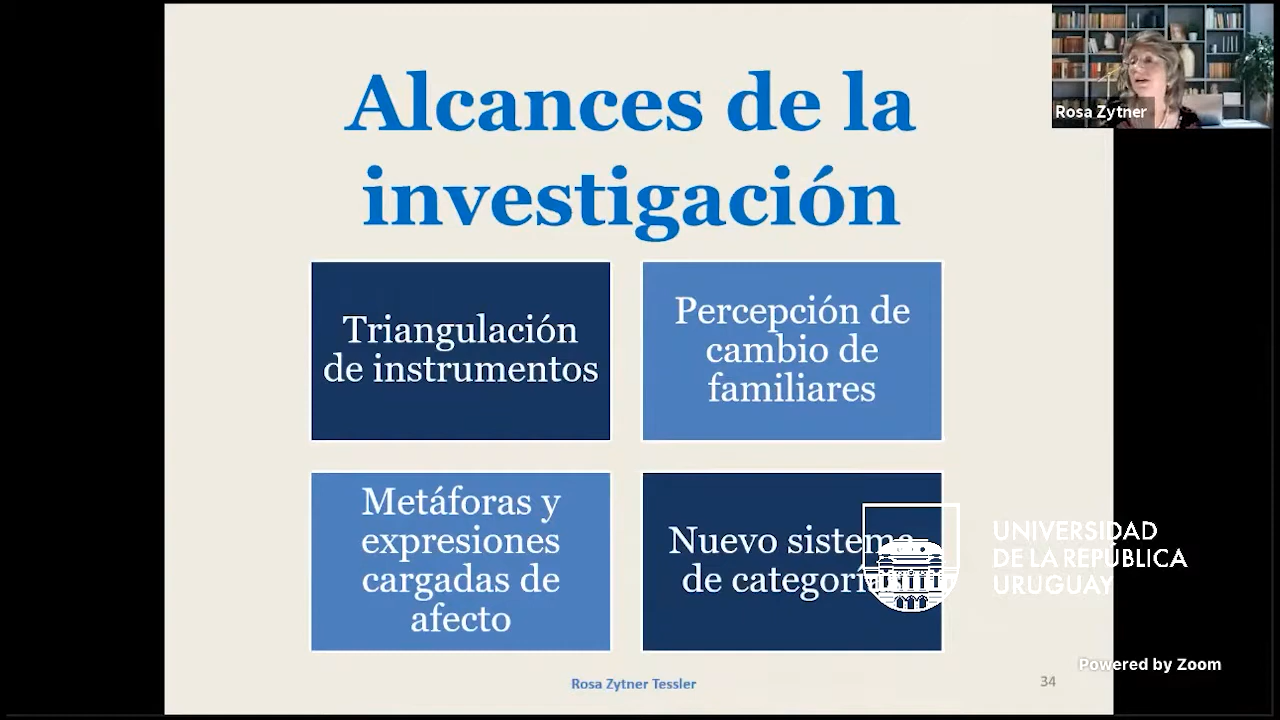 Alcances de la
investigación
Rosa Zytner
Triangulación
de instrumentos
Percepción de
cambio de
familiares
Metáforas y
expresiones
cargadas de
afecto
Nuevo sistema
de categorías
UNIVERSIDAD
DE LA REPÚBLICA
URUGUAY
Powered by Zoom
Rosa Zytner Tessler
34